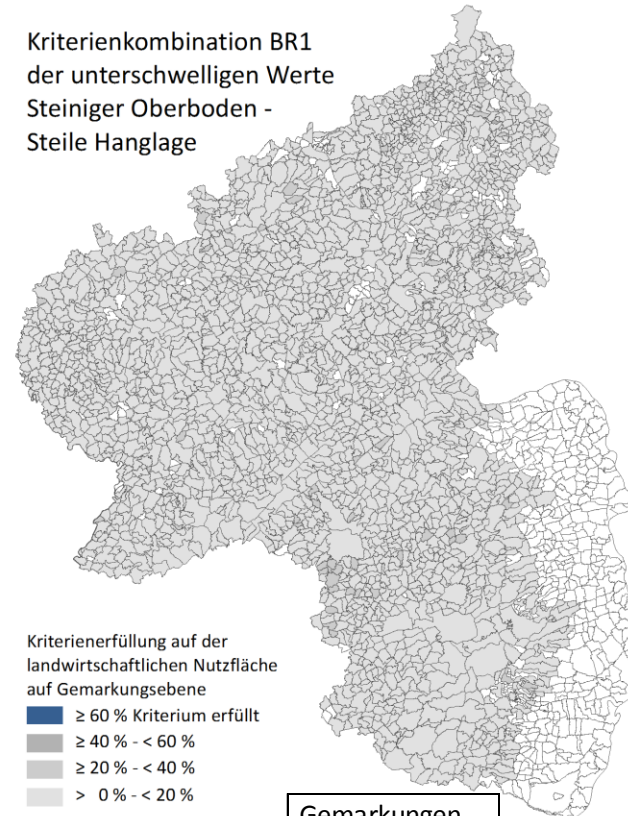 Kriterienkombination BR1
der unterschwelligen Werte
Steiniger Oberboden -
Steile Hanglage
Kriterienerfüllung auf der
landwirtschaftlichen Nutzfläche
auf Gemarkungsebene
≥ 60 % Kriterium erfüllt
≥ 40 % - < 60 %
≥ 20 % - < 40 %
> 0 % - < 20 %
Gemarkungen